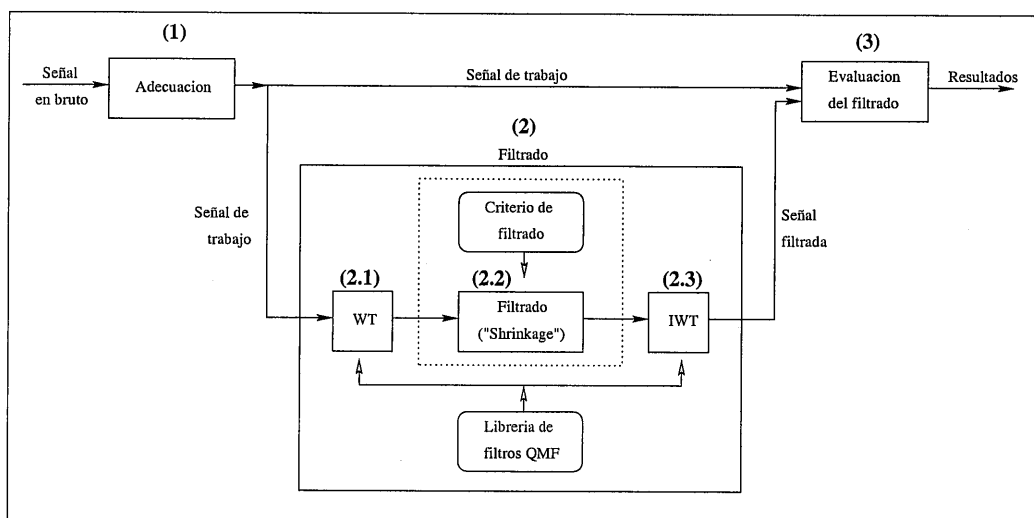 (1)
(3)
Señal
en bruto
Adecuacion
Señal de trabajo
Evaluacion
del filtrado
Resultados
(2)
Filtrado
Criterio de
filtrado
Señal de
trabajo
Señal
filtrada
(2.1)
(2.2)
(2.3)
WT
Filtrado
("Shrinkage")
IWT
Libreria de
filtros QMF